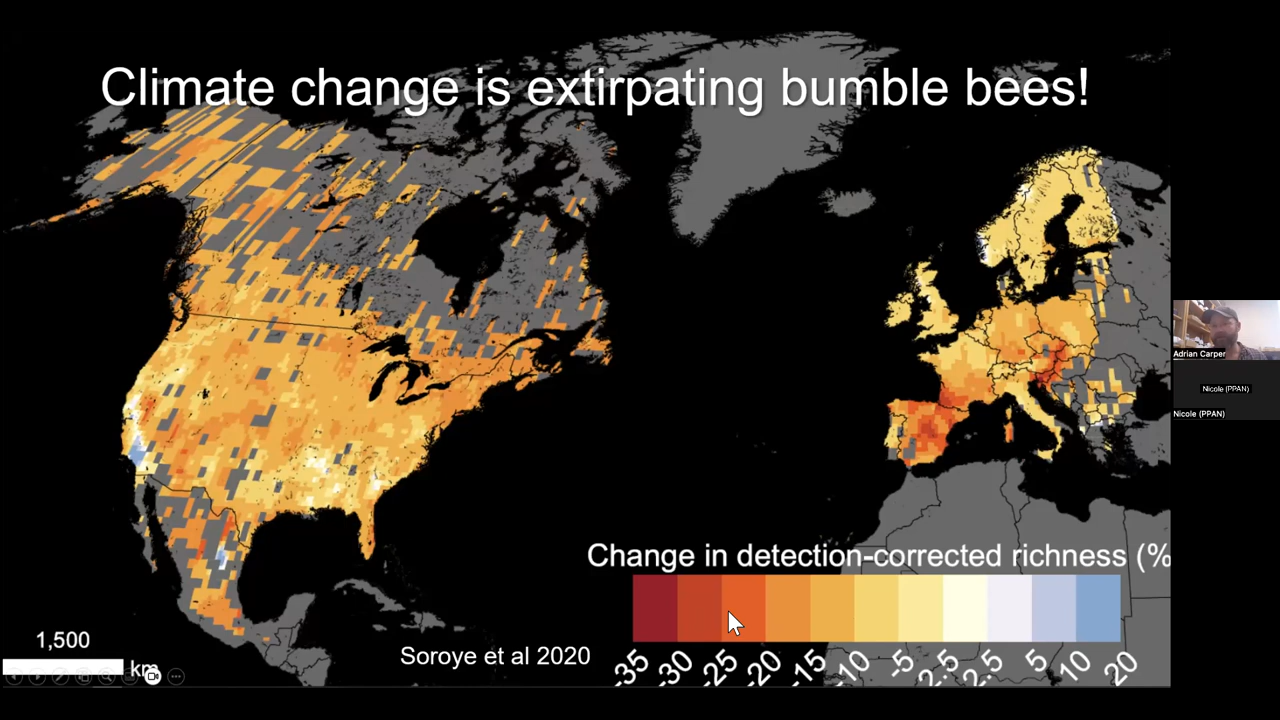 Climate change is extirpating bumble bees!
Adrian Carper
Nicole (PPAN)
Nicole (PPAN)
Change in detection-corrected richness (%
-35 -30 -25 -20 -15 -10 -5 -2.5 2.5 5 10 20
1,500
km
Soroye et al 2020